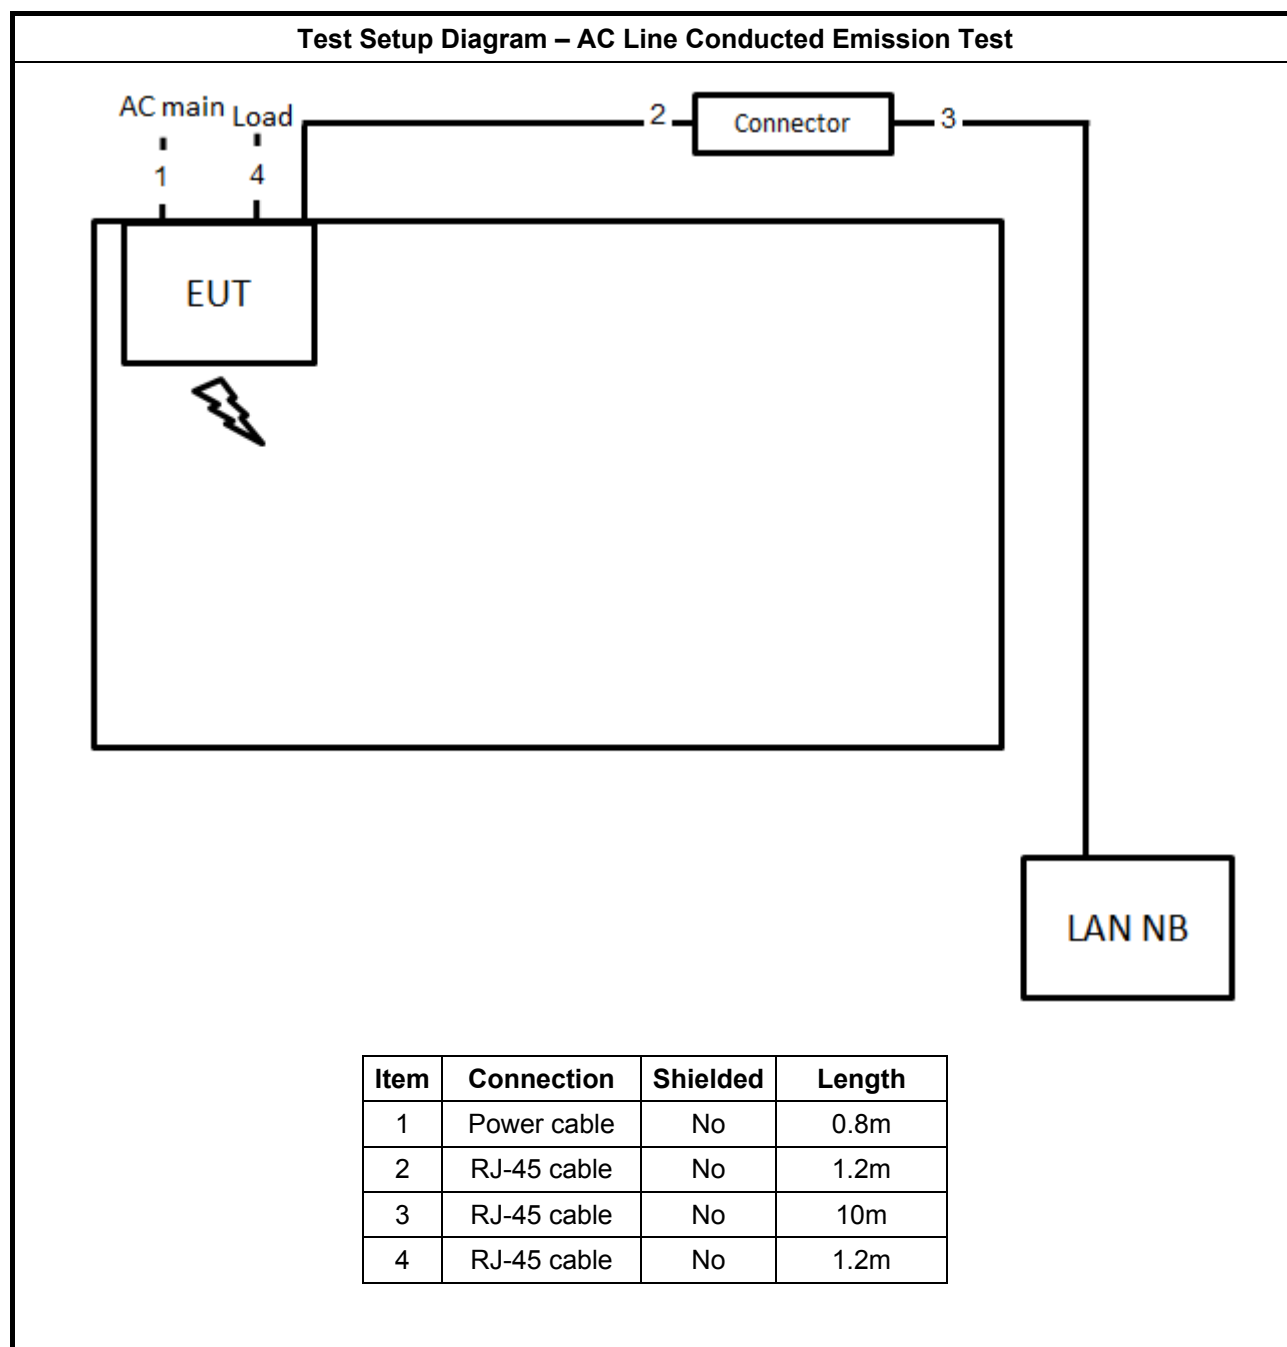 Test Setup Diagram – AC Line Conducted Emission Test
AC main
Load
2
Connector
3
1
4
EUT
LAN NB
Item Connection Shielded Length
1 Power cable No 0.8m
2 RJ-45 cable No 1.2m
3 RJ-45 cable No 10m
4 RJ-45 cable No 1.2m